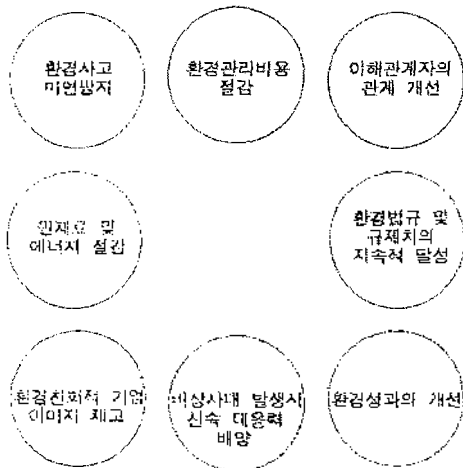 환경사고
미연방지
환경관리비용
절감
이해관계자의
관계 개선
원재료 및
에너지 절감
환경법규 및
규제치의
지속적 달성
환경친화적 기업
이미지 제고
비상사태 발생시
신속 대응력
배양
환경성과의 개선